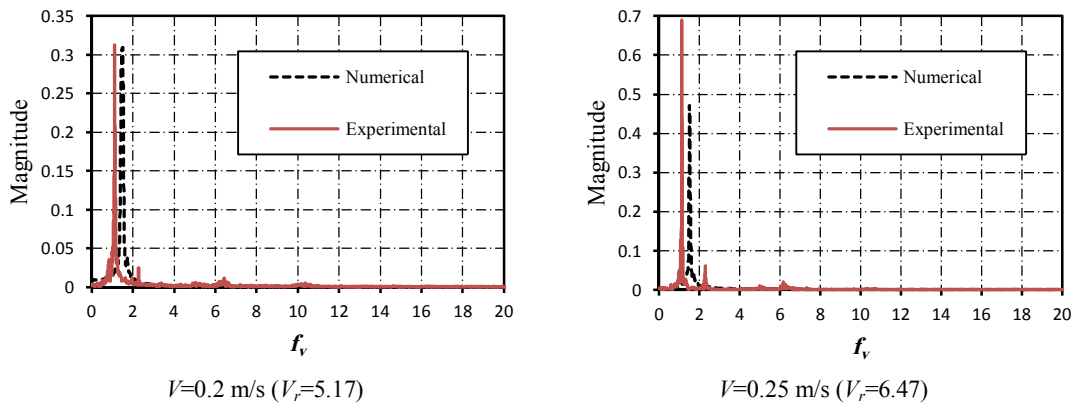 0.35
0.3
0.25
0.2
0.15
0.1
0.05
0
Magnitude
Numerical
Experimental
0 2 4 6 8 10 12 14 16 18 20
f_v
V=0.2 m/s (V_r=5.17)
0.7
0.6
0.5
0.4
0.3
0.2
0.1
0
Magnitude
Numerical
Experimental
0 2 4 6 8 10 12 14 16 18 20
f_v
V=0.25 m/s (V_r=6.47)